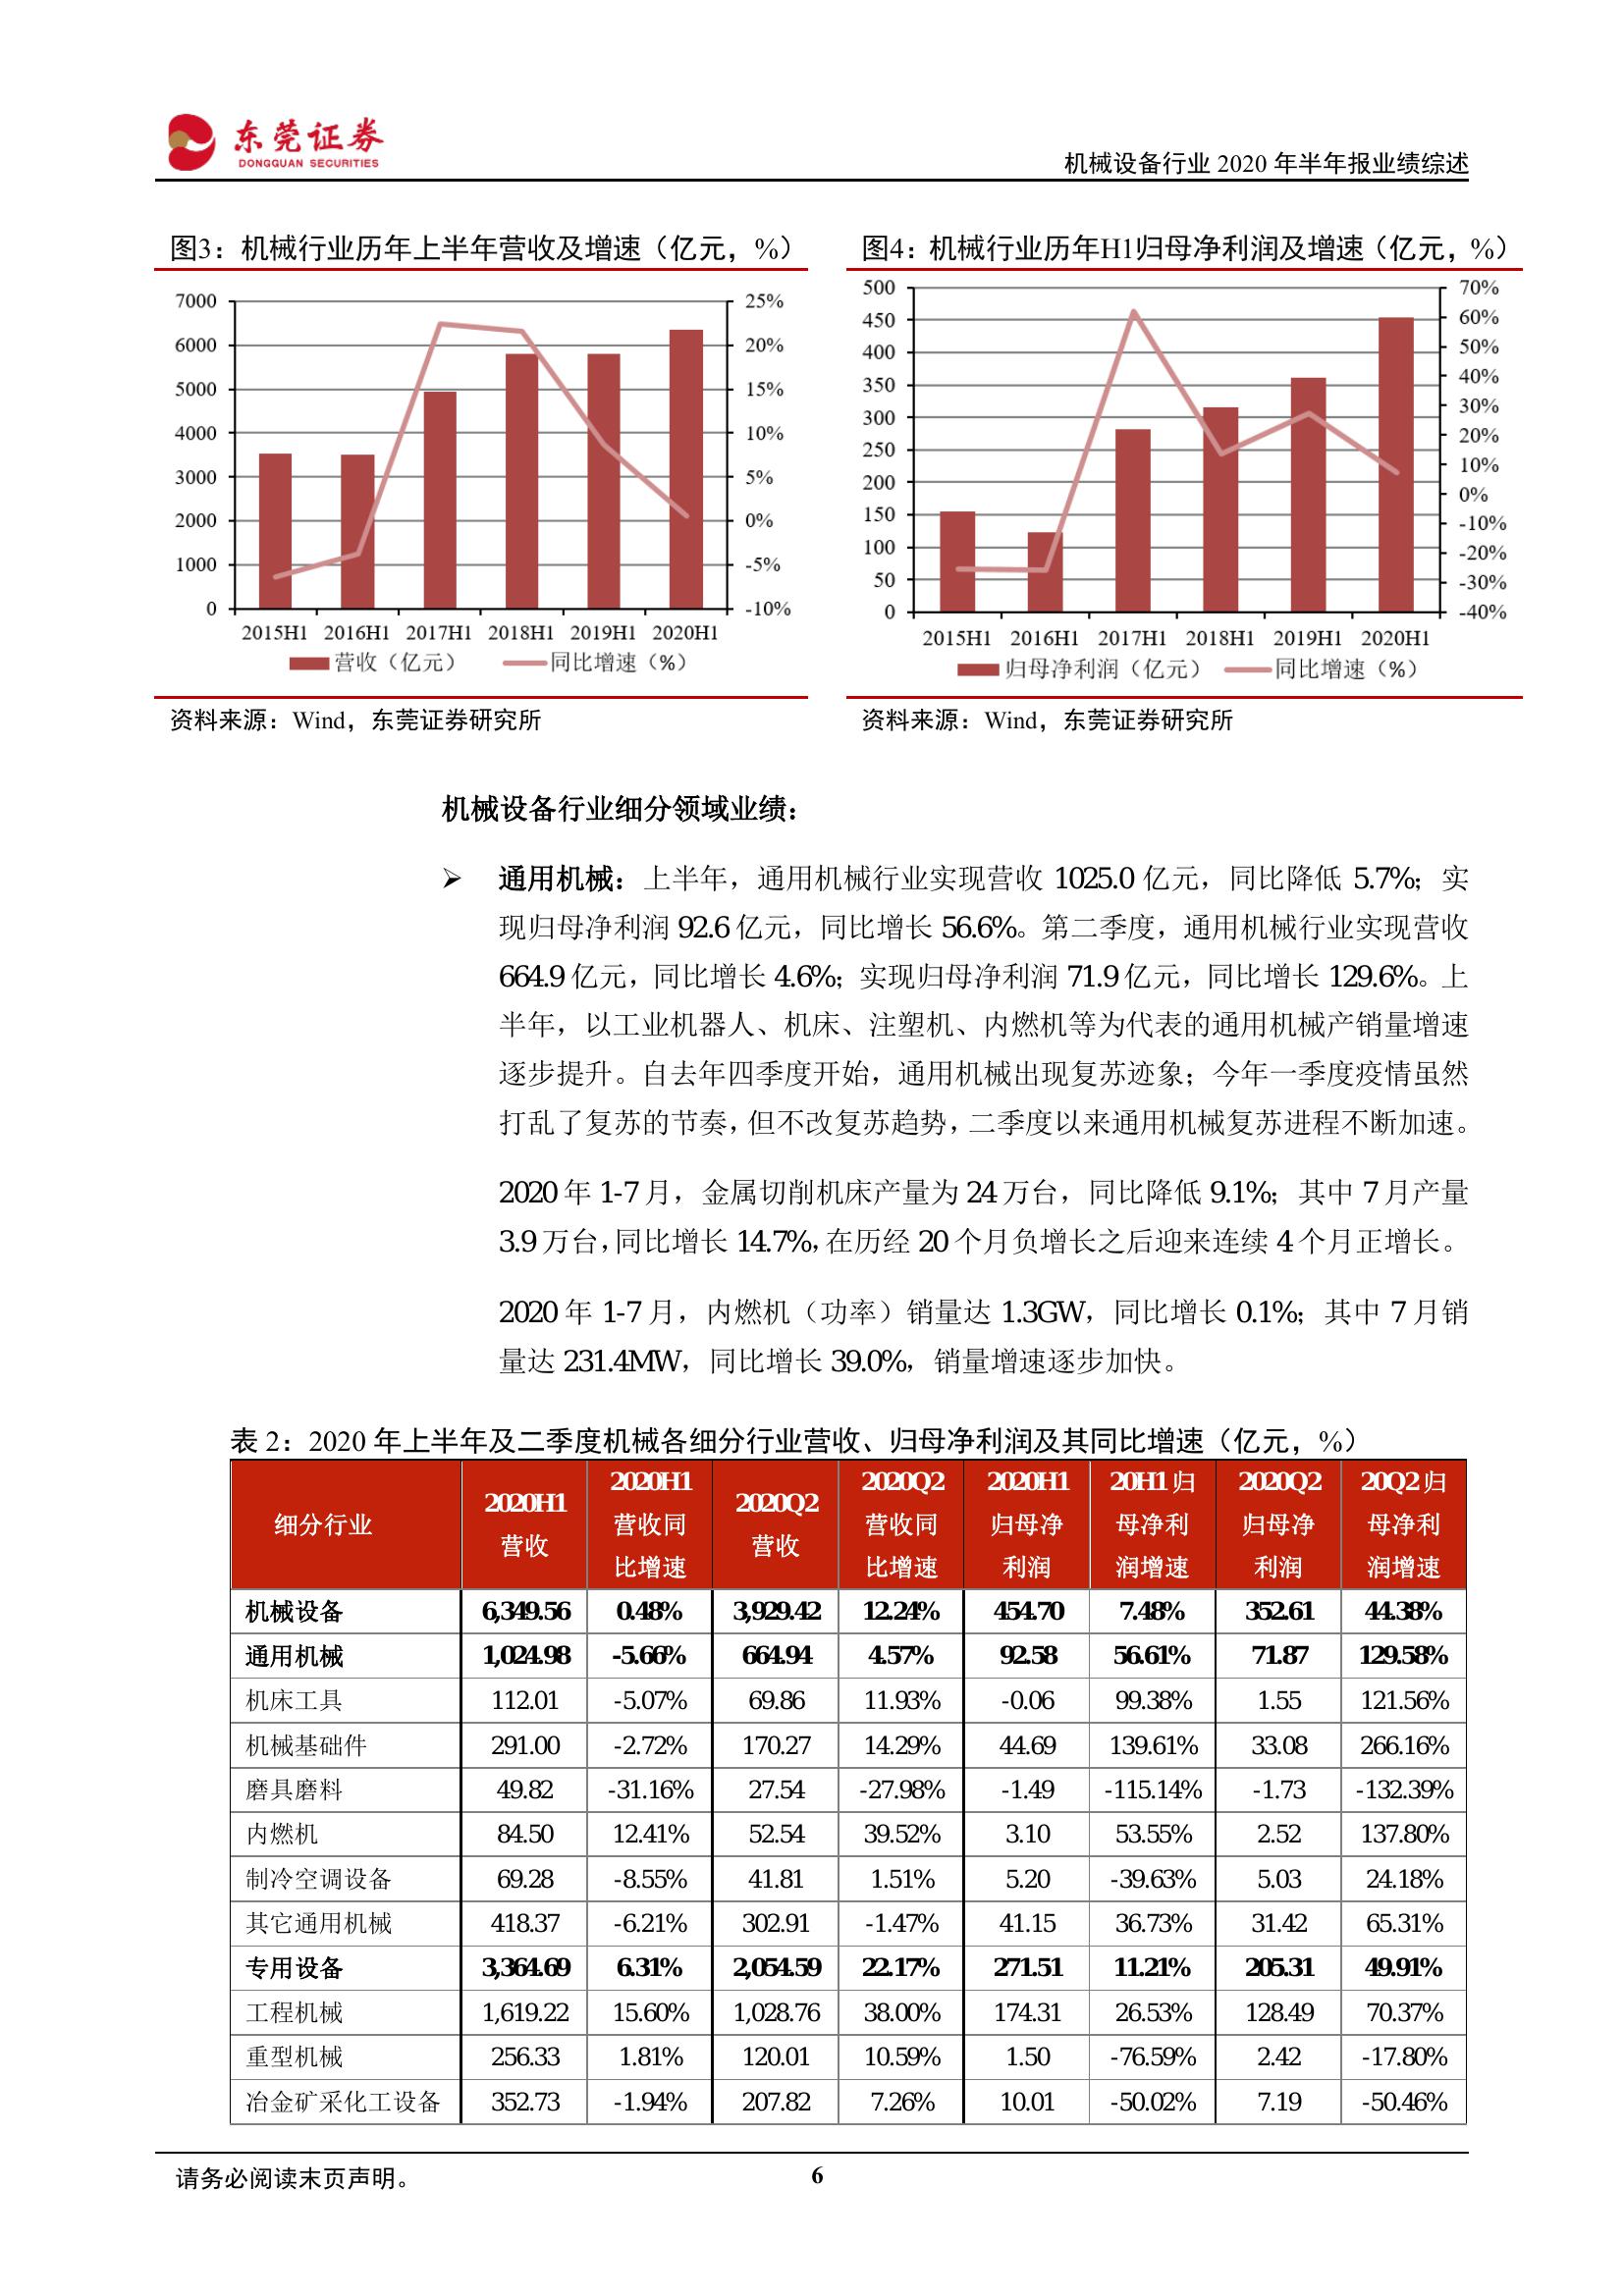 东莞证券
DONGGUAN SECURITIES
机械设备行业 2020 年半年报业绩综述
图3：机械行业历年上半年营收及增速（亿元，%）
7000
6000
5000
4000
3000
2000
1000
0
25%
20%
15%
10%
5%
0%
-5%
-10%
2015H1 2016H1 2017H1 2018H1 2019H1 2020H1
营收（亿元） 同比增速（%）
资料来源：Wind，东莞证券研究所
图4：机械行业历年H1归母净利润及增速（亿元，%）
500
450
400
350
300
250
200
150
100
50
0
70%
60%
50%
40%
30%
20%
10%
0%
-10%
-20%
-30%
-40%
2015H1 2016H1 2017H1 2018H1 2019H1 2020H1
归母净利润（亿元） 同比增速（%）
资料来源：Wind，东莞证券研究所
机械设备行业细分领域业绩：
➢ 通用机械：上半年，通用机械行业实现营收 1025.0 亿元，同比降低 5.7%；实
现归母净利润 92.6 亿元，同比增长 56.6%。第二季度，通用机械行业实现营收
664.9 亿元，同比增长 4.6%；实现归母净利润 71.9 亿元，同比增长 129.6%。上
半年，以工业机器人、机床、注塑机、内燃机等为代表的通用机械产销量增速
逐步提升。自去年四季度开始，通用机械出现复苏迹象；今年一季度疫情虽然
打乱了复苏的节奏，但不改复苏趋势，二季度以来通用机械复苏进程不断加速。
2020 年 1-7 月，金属切削机床产量为 24 万台，同比降低 9.1%；其中 7 月产量
3.9 万台，同比增长 14.7%，在历经 20 个月负增长之后迎来连续 4 个月正增长。
2020 年 1-7 月，内燃机（功率）销量达 1.3GW，同比增长 0.1%；其中 7 月销
量达 231.4MW，同比增长 39.0%，销量增速逐步加快。
表 2：2020 年上半年及二季度机械各细分行业营收、归母净利润及其同比增速（亿元，%）
细分行业 2020H1 营收 2020H1 营收同比增速 2020Q2 营收 2020Q2 营收同比增速 2020H1 归母净利润 20H1 归母净利润增速 2020Q2 归母净利润 20Q2 归母净利润增速
机械设备 6,349.56 0.48% 3,929.42 12.24% 454.70 7.48% 352.61 44.38%
通用机械 1,024.98 -5.66% 664.94 4.57% 92.58 56.61% 71.87 129.58%
机床工具 112.01 -5.07% 69.86 11.93% -0.06 99.38% 1.55 121.56%
机械基础件 291.00 -2.72% 170.27 14.29% 44.69 139.61% 33.08 266.16%
磨具磨料 49.82 -31.16% 27.54 -27.98% -1.49 -115.14% -1.73 -132.39%
内燃机 84.50 12.41% 52.54 39.52% 3.10 53.55% 2.52 137.80%
制冷空调设备 69.28 -8.55% 41.81 1.51% 5.20 -39.63% 5.03 24.18%
其它通用机械 418.37 -6.21% 302.91 -1.47% 41.15 36.73% 31.42 65.31%
专用设备 3,364.69 6.31% 2,054.59 22.17% 271.51 11.21% 205.31 49.91%
工程机械 1,619.22 15.60% 1,028.76 38.00% 174.31 26.53% 128.49 70.37%
重型机械 256.33 1.81% 120.01 10.59% 1.50 -76.59% 2.42 -17.80%
冶金矿采化工设备 352.73 -1.94% 207.82 7.26% 10.01 -50.02% 7.19 -50.46%
请务必阅读末页声明。
6